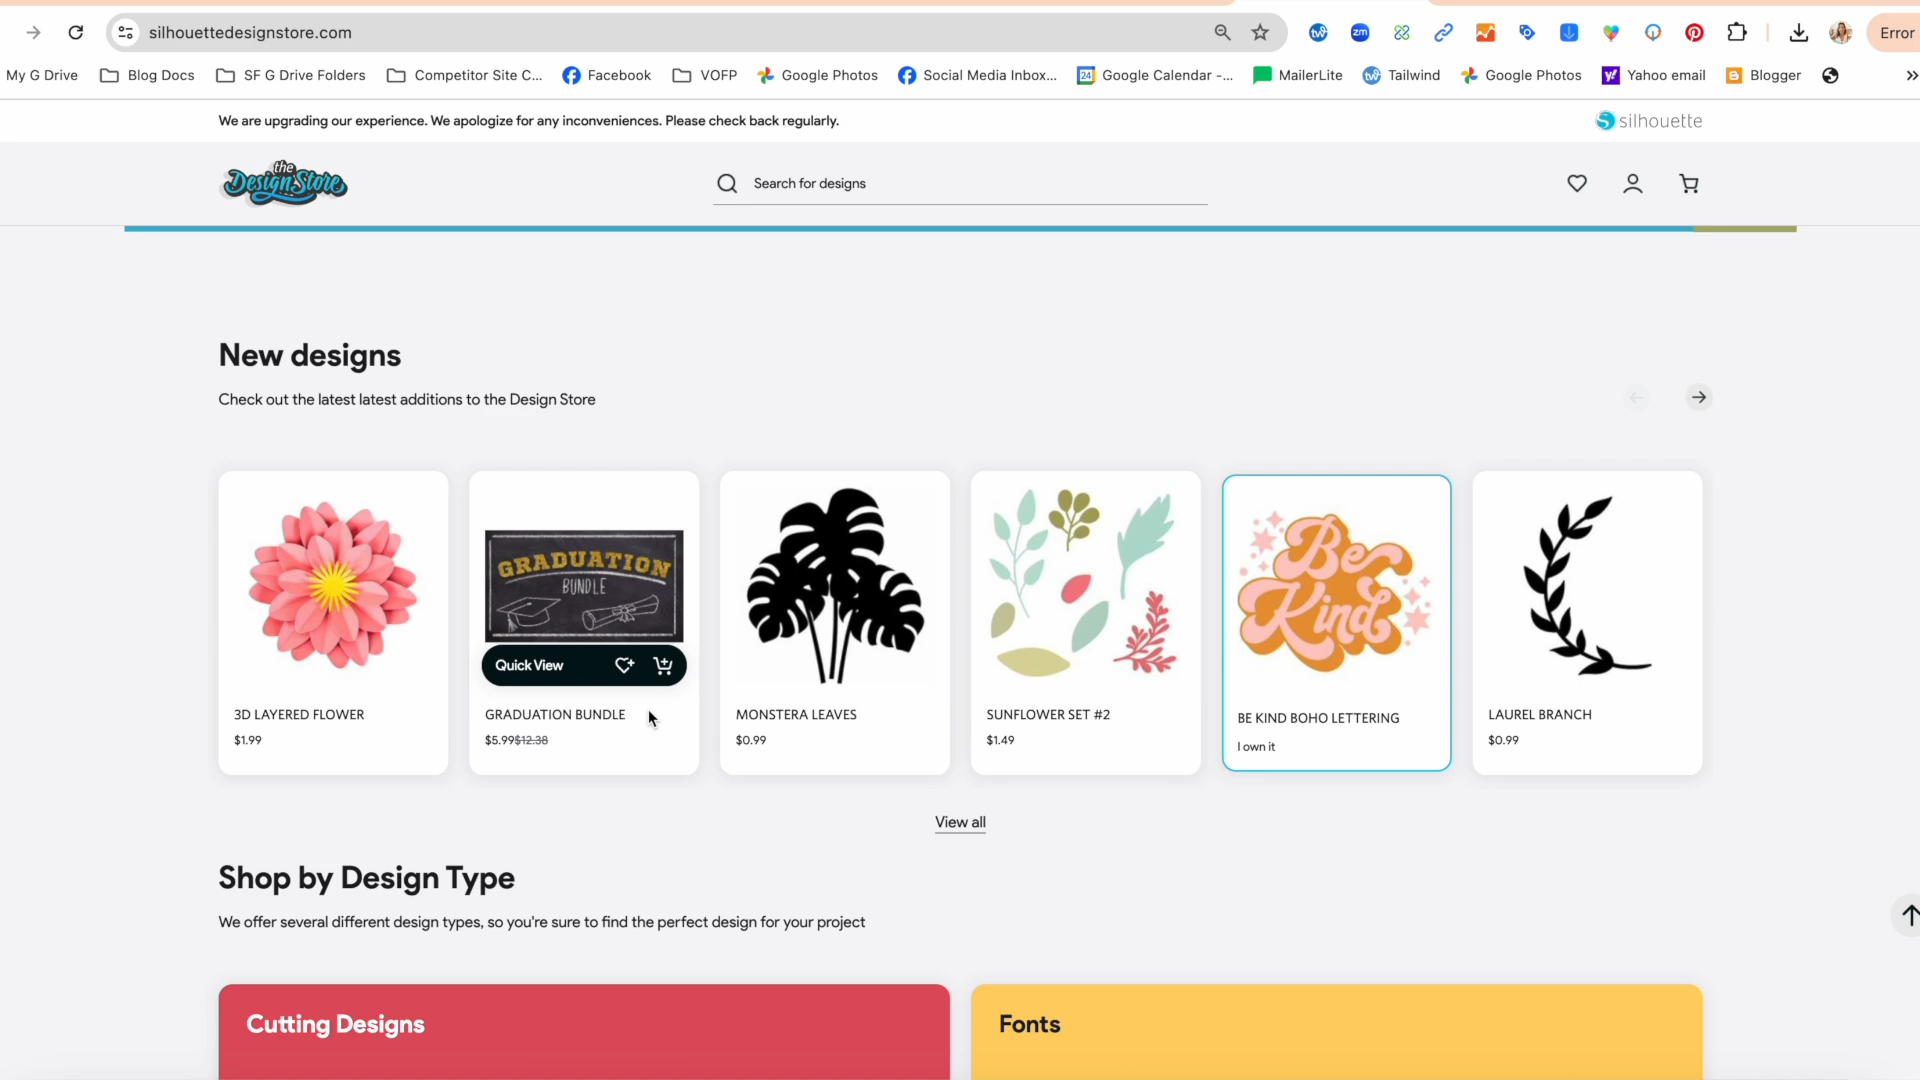 silhouettedesignstore.com
Error
My G Drive
Blog Docs
SF G Drive Folders
Competitor Site C...
Facebook
VOFP
Google Photos
Social Media Inbox...
Google Calendar -...
MailerLite
Tailwind
Google Photos
Yahoo email
Blogger
We are upgrading our experience. We apologize for any inconveniences. Please check back regularly.
silhouette
the
Design Store
Search for designs
New designs
Check out the latest latest additions to the Design Store
GRADUATION
BUNDLE
Be
Kind
Quick View
3D LAYERED FLOWER
$1.99
GRADUATION BUNDLE
$5.99$12.38
MONSTERA LEAVES
$0.99
SUNFLOWER SET #2
$1.49
BE KIND BOHO LETTERING
I own it
LAUREL BRANCH
$0.99
View all
Shop by Design Type
We offer several different design types, so you're sure to find the perfect design for your project
Cutting Designs
Fonts